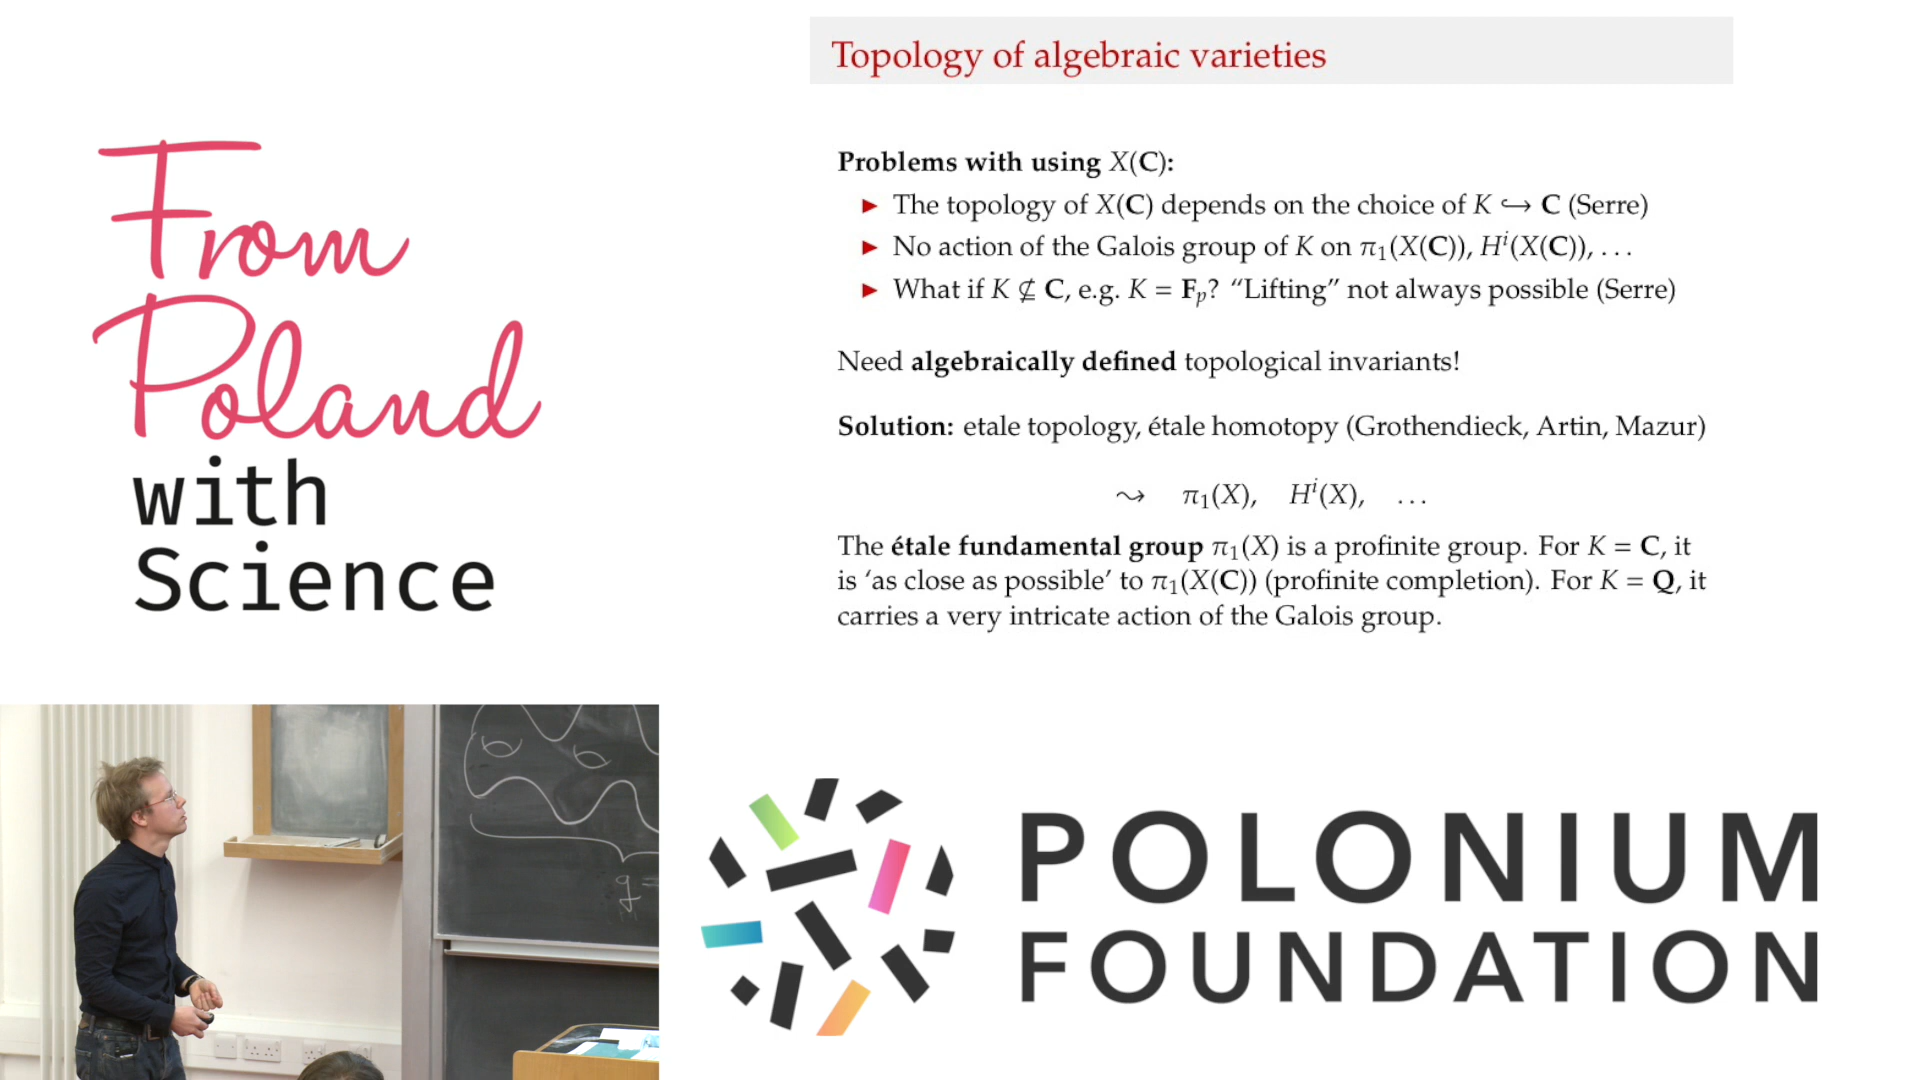 From
Poland
with
Science
Topology of algebraic varieties
Problems with using X(C):
▶ The topology of X(C) depends on the choice of K ↪ C (Serre)
▶ No action of the Galois group of K on π₁(X(C)), Hⁱ(X(C)), . . .
▶ What if K ⊈ C, e.g. K = Fₚ? “Lifting” not always possible (Serre)
Need algebraically defined topological invariants!
Solution: etale topology, étale homotopy (Grothendieck, Artin, Mazur)
⤳ π₁(X), Hⁱ(X), . . .
The étale fundamental group π₁(X) is a profinite group. For K = C, it
is ‘as close as possible’ to π₁(X(C)) (profinite completion). For K = Q, it
carries a very intricate action of the Galois group.
g =
POLONIUM
FOUNDATION